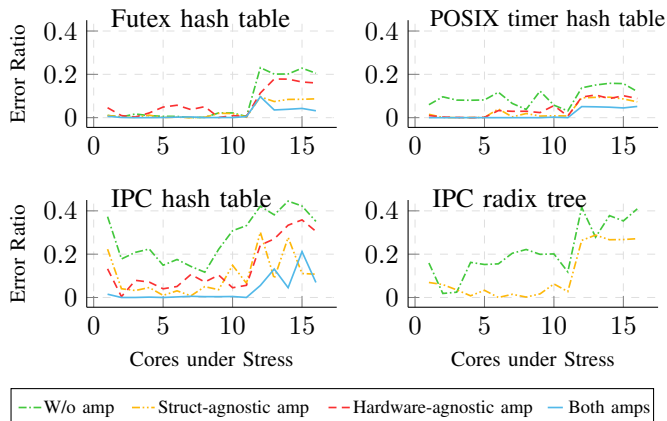 Futex hash table
POSIX timer hash table
Error Ratio
0.4
0.2
0
0 5 10 15
0.4
0.2
0
0 5 10 15
IPC hash table
IPC radix tree
Error Ratio
0.4
0.2
0
0 5 10 15
0.4
0.2
0
0 5 10 15
Cores under Stress
Cores under Stress
W/o amp Struct-agnostic amp Hardware-agnostic amp Both amps